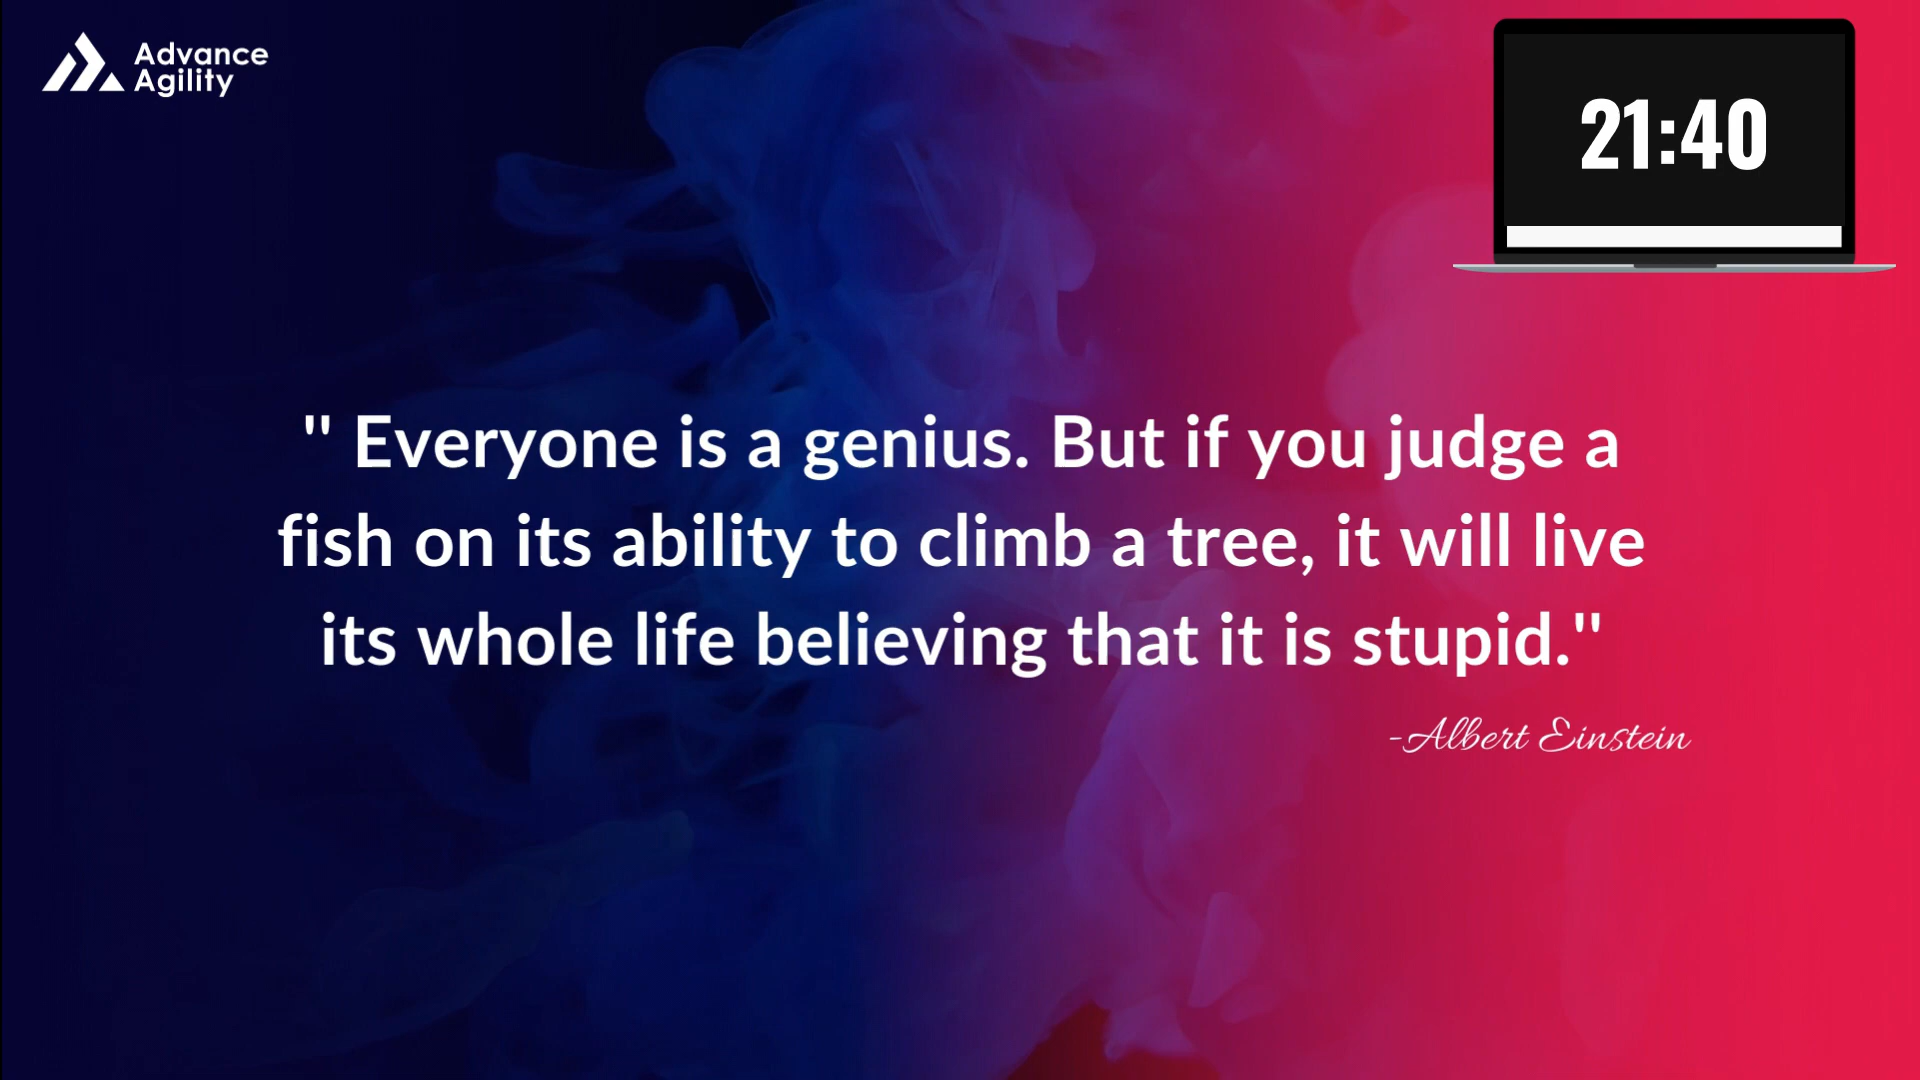 Advance
Agility
21:40
" Everyone is a genius. But if you judge a
fish on its ability to climb a tree, it will live
its whole life believing that it is stupid."
-Albert Einstein